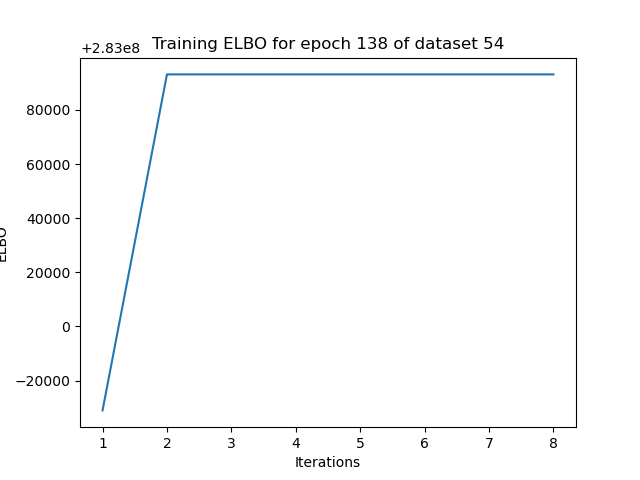 +2.83e8
Training ELBO for epoch 138 of dataset 54
80000
60000
40000
20000
0
−20000
ELBO
1 2 3 4 5 6 7 8
Iterations